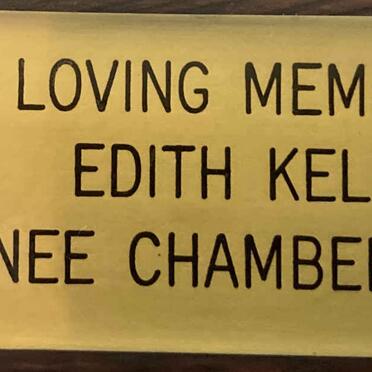 LOVING MEM
EDITH KEL
NEE CHAMBE